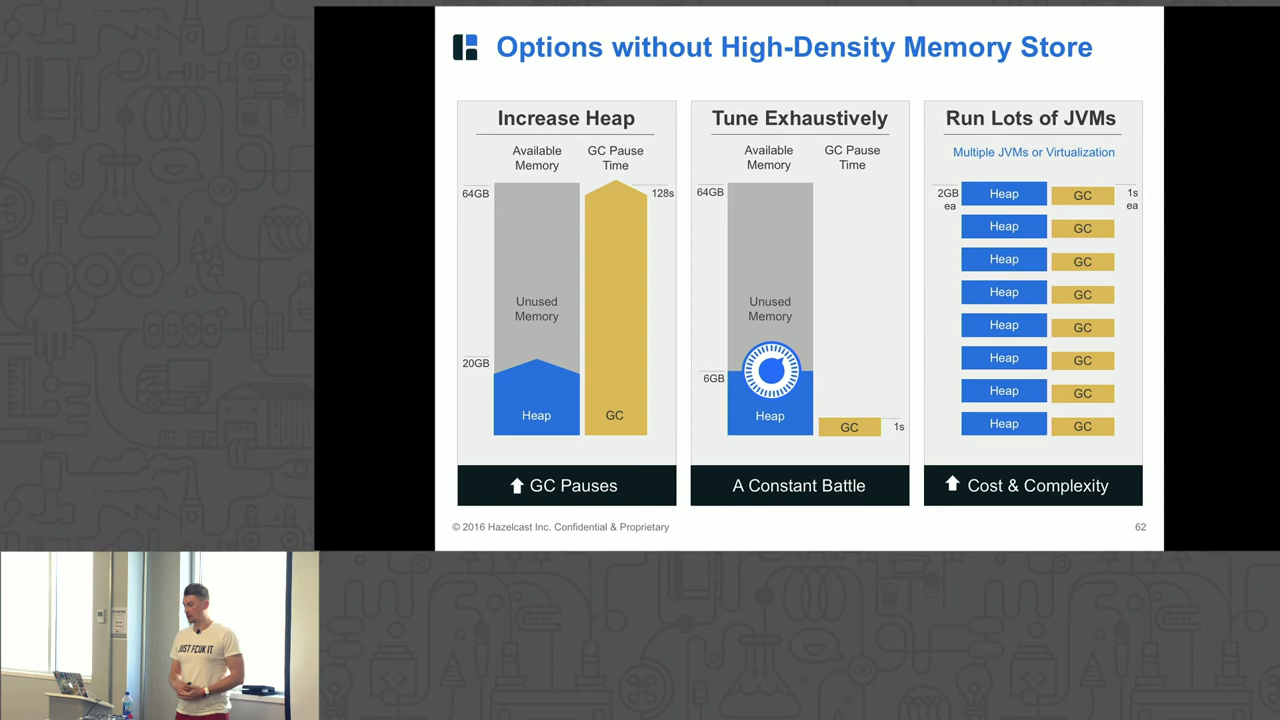 Options without High-Density Memory Store
Increase Heap
Available
Memory
GC Pause
Time
64GB
128s
Unused
Memory
20GB
Heap
GC
GC Pauses
Tune Exhaustively
Available
Memory
GC Pause
Time
64GB
Unused
Memory
6GB
Heap
GC
1s
A Constant Battle
Run Lots of JVMs
Multiple JVMs or Virtualization
2GB
ea
1s
ea
Heap GC
Heap GC
Heap GC
Heap GC
Heap GC
Heap GC
Heap GC
Heap GC
Cost & Complexity
© 2016 Hazelcast Inc. Confidential & Proprietary
62
JUST FCUK IT